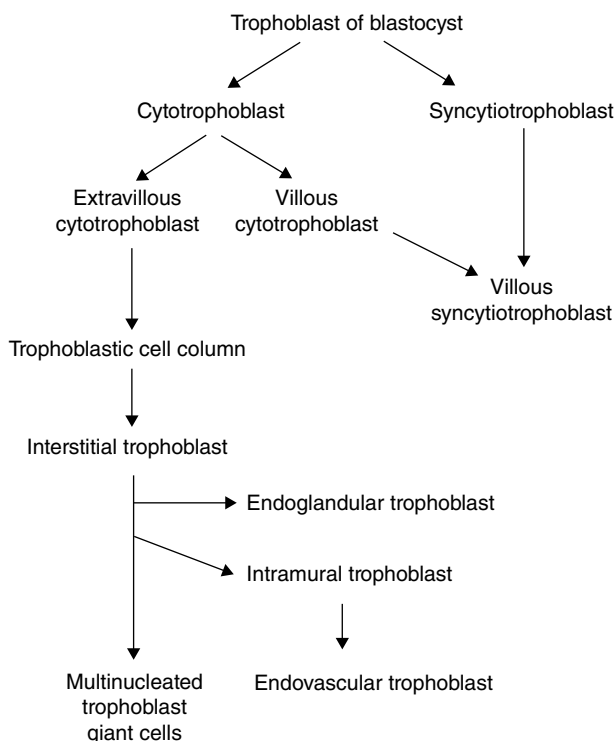 Trophoblast of blastocyst
Cytotrophoblast
Syncytiotrophoblast
Extravillous
cytotrophoblast
Villous
cytotrophoblast
Villous
syncytiotrophoblast
Trophoblastic cell column
Interstitial trophoblast
Endoglandular trophoblast
Intramural trophoblast
Multinucleated
trophoblast
giant cells
Endovascular trophoblast